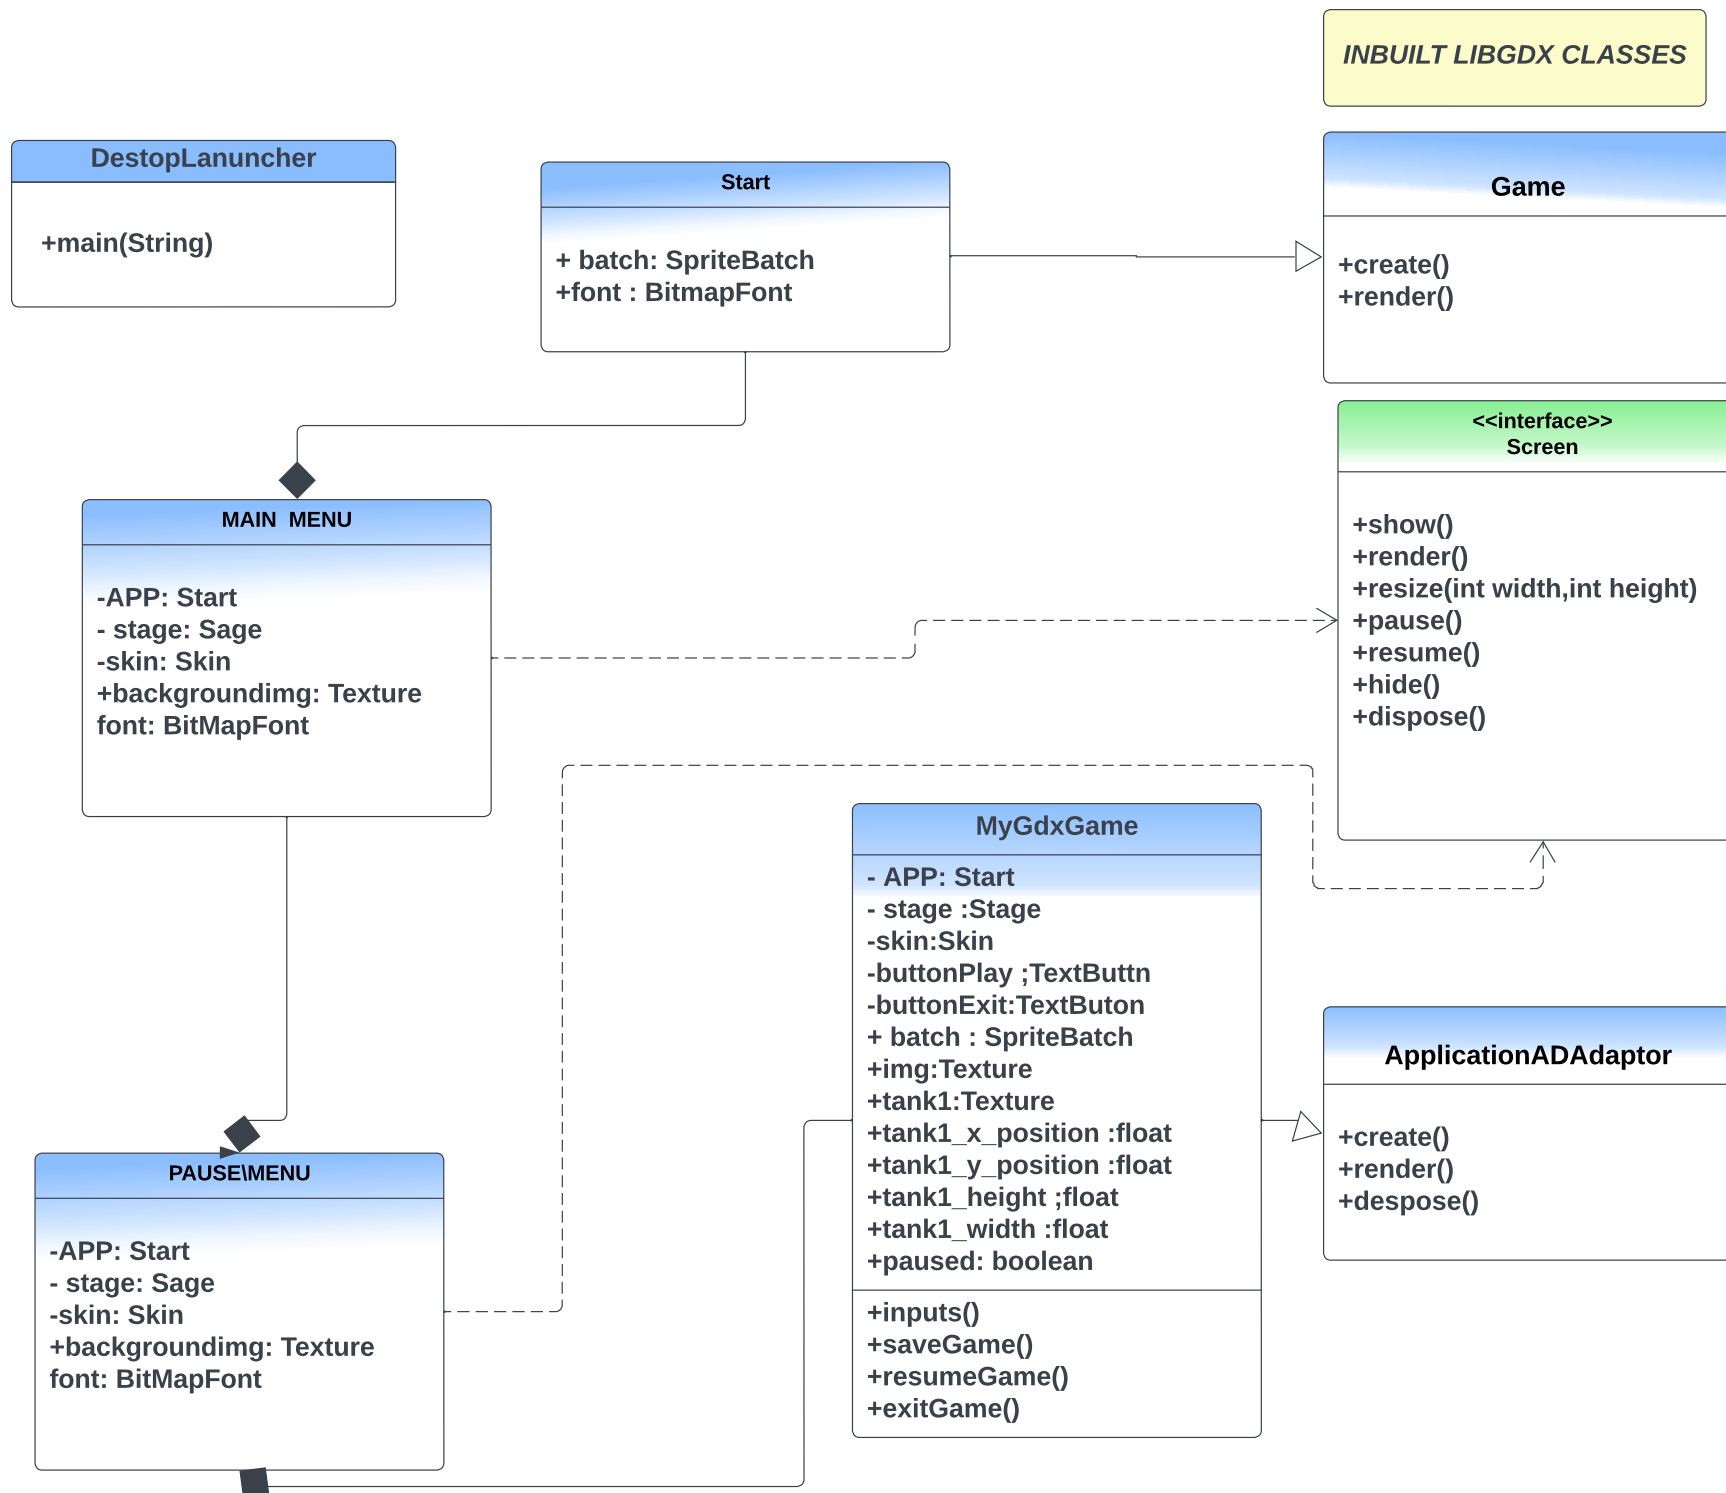 INBUILT LIBGDX CLASSES
DestopLanuncher
+main(String)
Start
+ batch: SpriteBatch
+font : BitmapFont
Game
+create()
+render()
<<interface>>
Screen
+show()
+render()
+resize(int width,int height)
+pause()
+resume()
+hide()
+dispose()
MAIN  MENU
-APP: Start
- stage: Sage
-skin: Skin
+backgroundimg: Texture
font: BitMapFont
MyGdxGame
- APP: Start
- stage :Stage
-skin:Skin
-buttonPlay ;TextButtn
-buttonExit:TextButon
+ batch : SpriteBatch
+img:Texture
+tank1:Texture
+tank1_x_position :float
+tank1_y_position :float
+tank1_height ;float
+tank1_width :float
+paused: boolean
+inputs()
+saveGame()
+resumeGame()
+exitGame()
ApplicationADAdaptor
+create()
+render()
+despose()
PAUSE\MENU
-APP: Start
- stage: Sage
-skin: Skin
+backgroundimg: Texture
font: BitMapFont